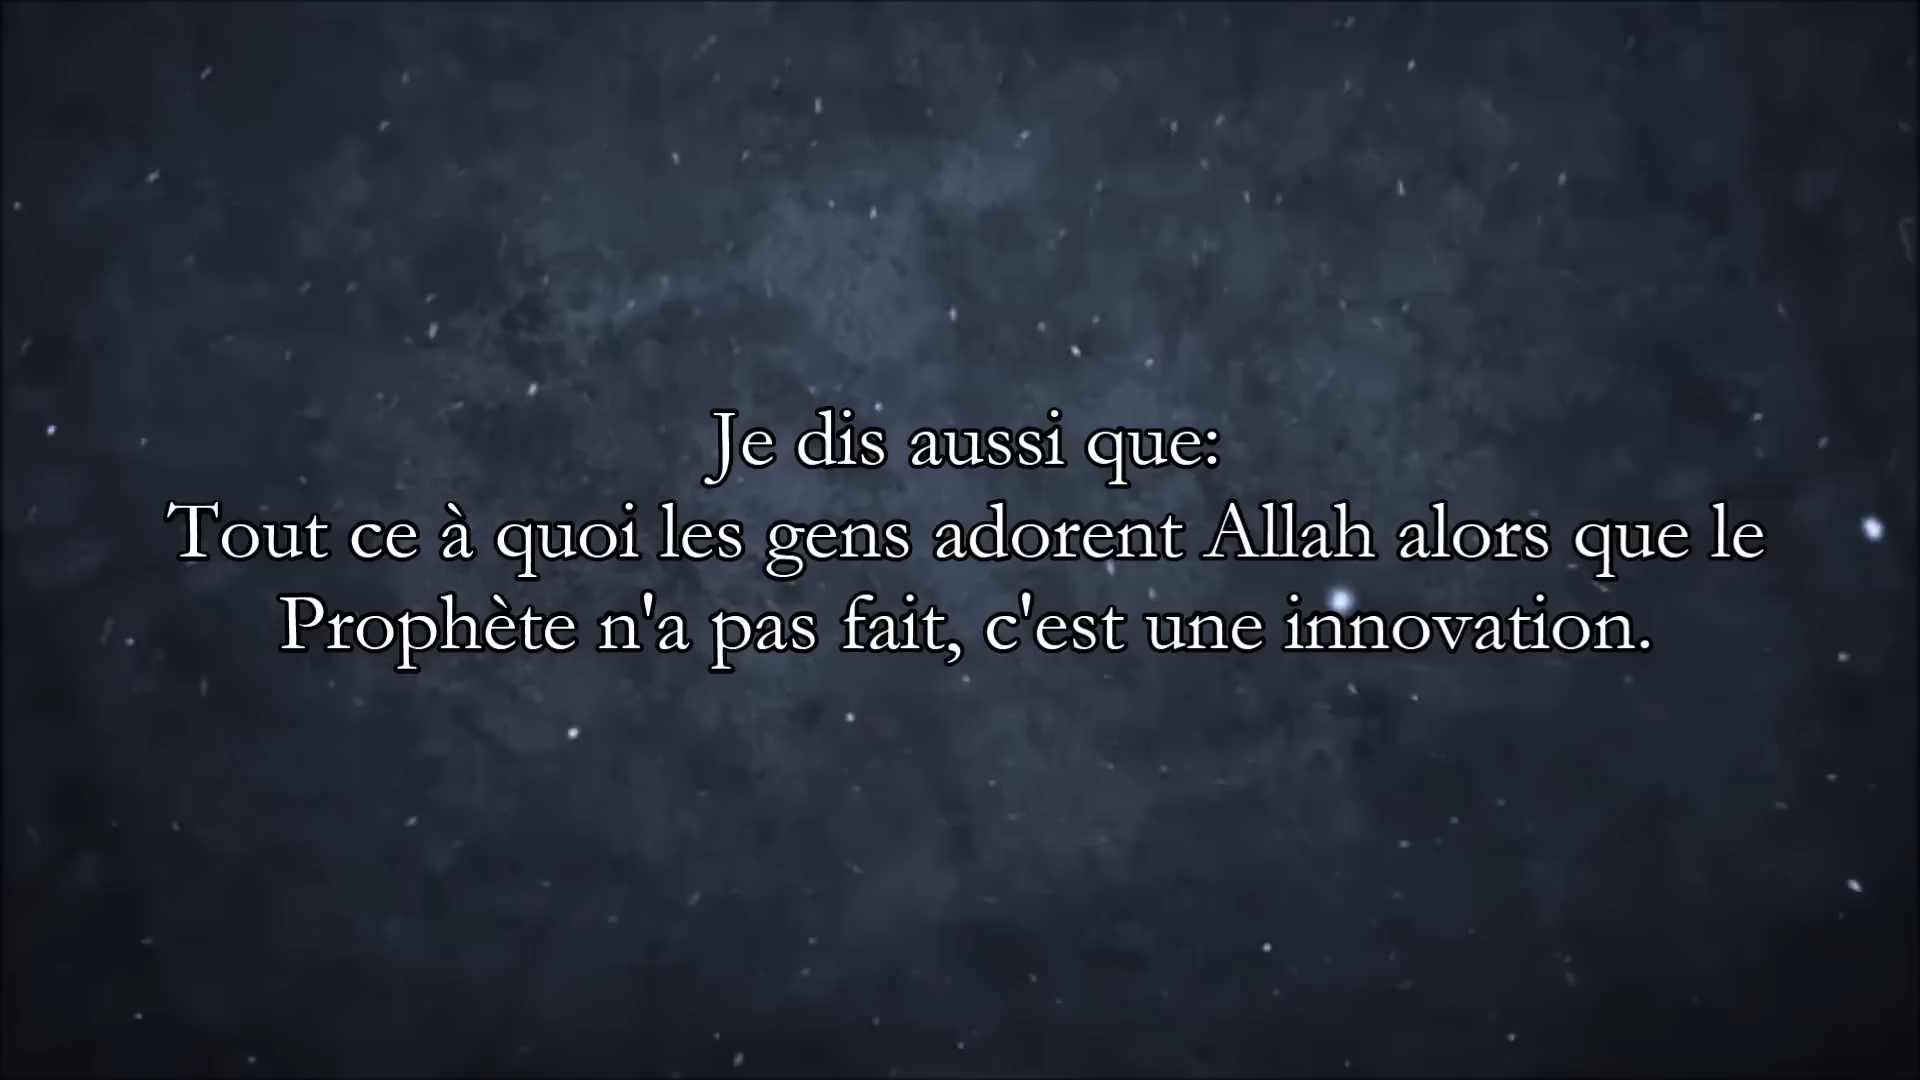 Je dis aussi que:
Tout ce à quoi les gens adorent Allah alors que le
Prophète n'a pas fait, c'est une innovation.